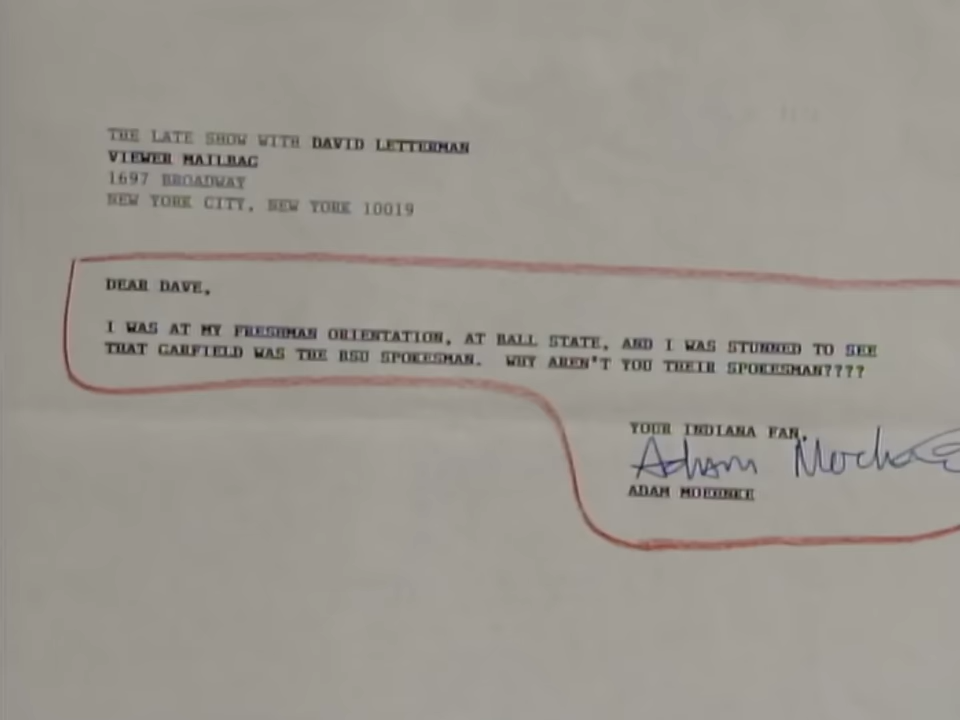 THE LATE SHOW WITH DAVID LETTERMAN
VIEWER MAILBAG
1697 BROADWAY
NEW YORK CITY, NEW YORK 10019
DEAR DAVE,
I WAS AT MY FRESHMAN ORIENTATION, AT BALL STATE, AND I WAS STUNNED TO SEE
THAT GARFIELD WAS THE BSU SPOKESMAN. WHY AREN'T YOU THEIR SPOKESMAN????
YOUR INDIANA FAN,
Adam
ADAM MOEHNKE